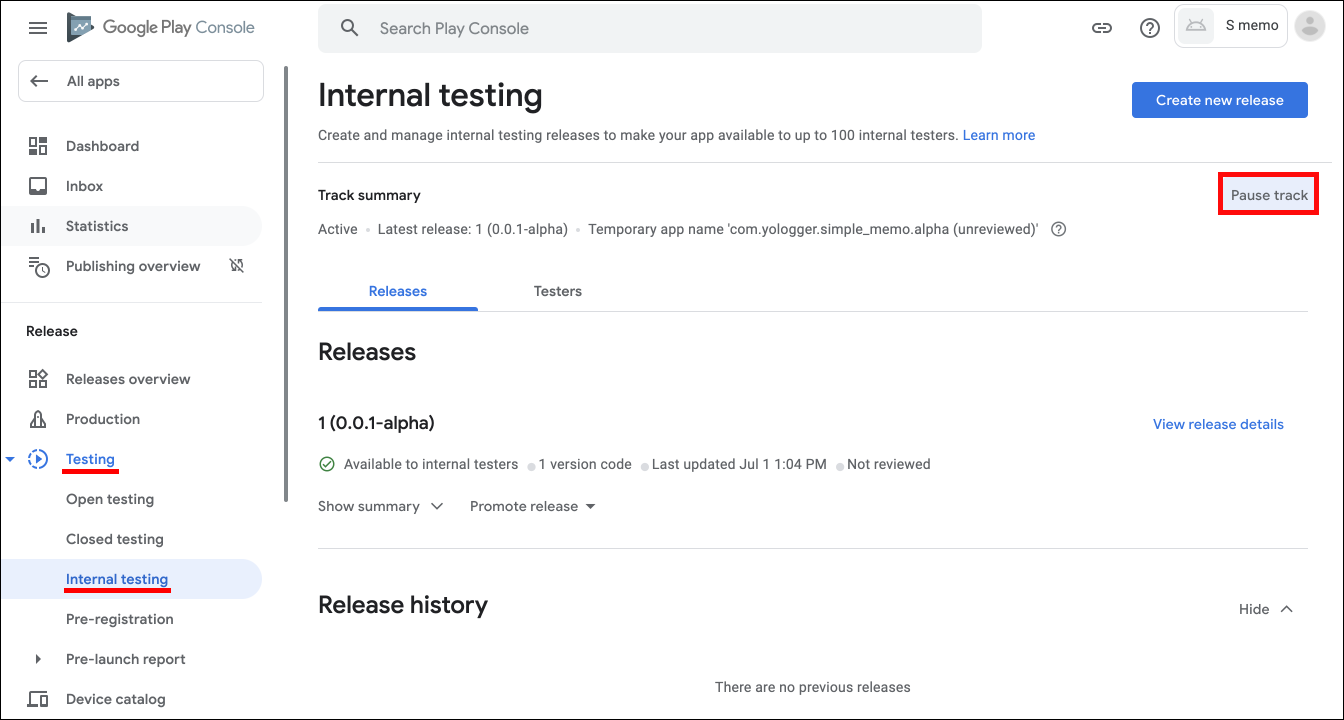 Google Play Console
Search Play Console
S memo
All apps
Dashboard
Inbox
Statistics
Publishing overview
Release
Releases overview
Production
Testing
Open testing
Closed testing
Internal testing
Pre-registration
Pre-launch report
Device catalog
Internal testing
Create new release
Create and manage internal testing releases to make your app available to up to 100 internal testers. Learn more
Track summary
Pause track
Active • Latest release: 1 (0.0.1-alpha) • Temporary app name 'com.yologger.simple_memo.alpha (unreviewed)'
Releases
Testers
Releases
1 (0.0.1-alpha)
View release details
Available to internal testers • 1 version code • Last updated Jul 1 1:04 PM • Not reviewed
Show summary
Promote release
Release history
Hide
There are no previous releases